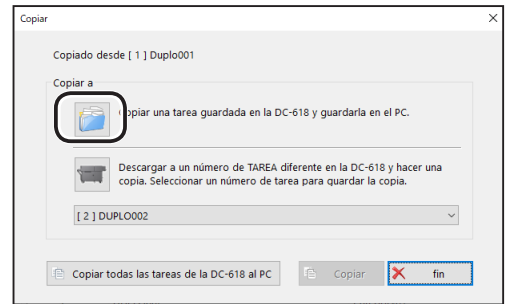 Copiar
Copiado desde [ 1 ] Duplo001
Copiar a
opiar una tarea guardada en la DC-618 y guardarla en el PC.
Descargar a un número de TAREA diferente en la DC-618 y hacer una
copia. Seleccionar un número de tarea para guardar la copia.
[ 2 ] DUPLO002
Copiar todas las tareas de la DC-618 al PC
Copiar
fin